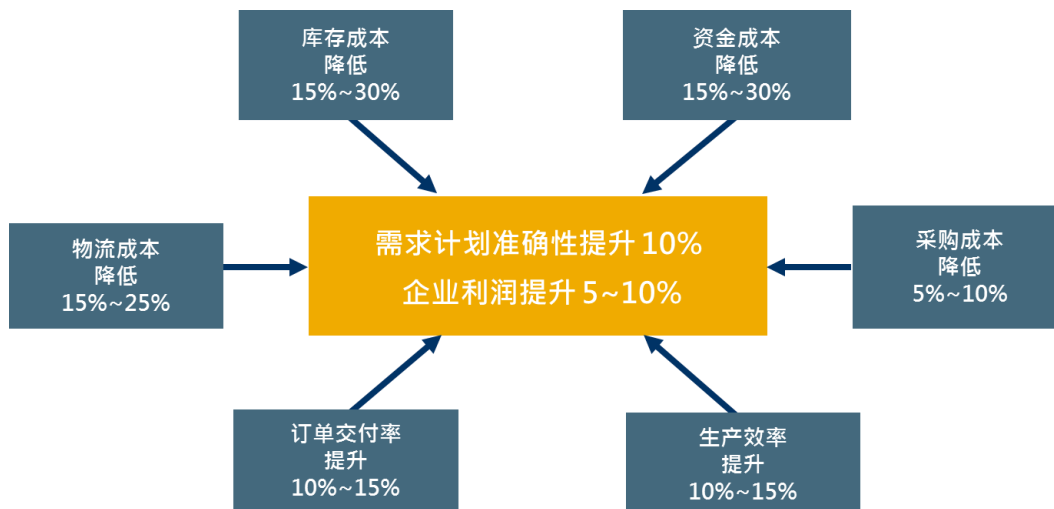 库存成本
降低
15%~30%
资金成本
降低
15%~30%
物流成本
降低
15%~25%
需求计划准确性提升10%
企业利润提升5~10%
采购成本
降低
5%~10%
订单交付率
提升
10%~15%
生产效率
提升
10%~15%